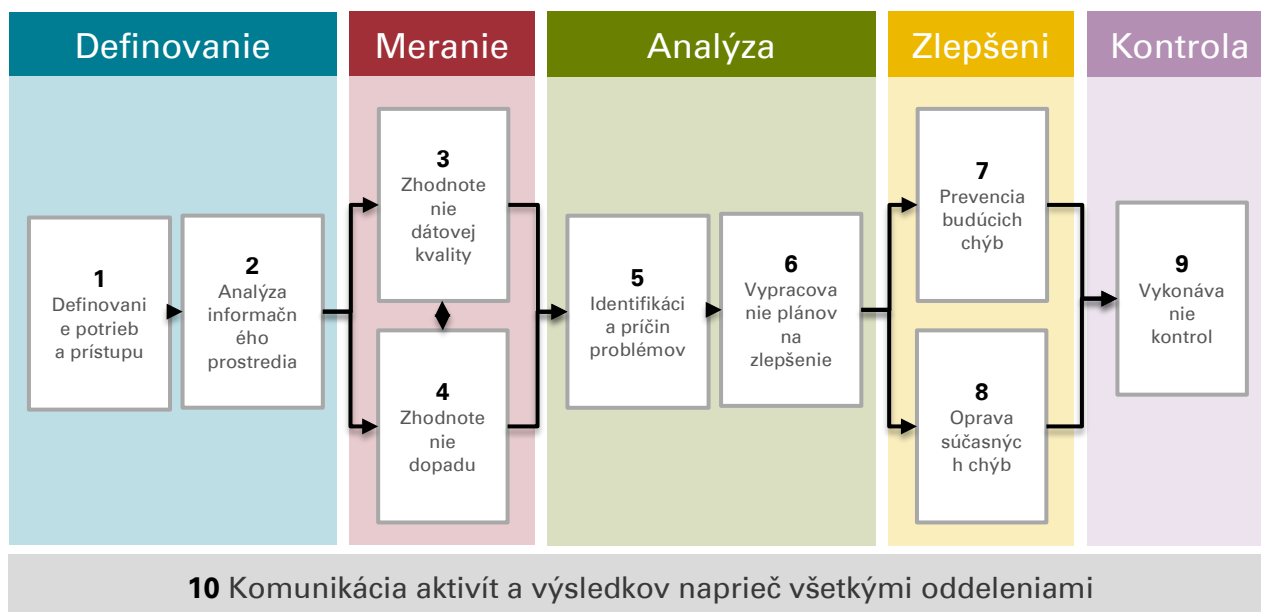 Definovanie
Meranie
Analýza
Zlepšeni
Kontrola
1
Definovani
e potrieb
a prístupu
2
Analýza
informačn
ého
prostredia
3
Zhodnote
nie
dátovej
kvality
4
Zhodnote
nie
dopadu
5
Identifikáci
a príčin
problémov
6
Vypracova
nie plánov
na
zlepšenie
7
Prevencia
budúcich
chýb
8
Oprava
súčasnýc
h chýb
9
Vykonáva
nie
kontrol
10 Komunikácia aktivít a výsledkov naprieč všetkými oddeleniami